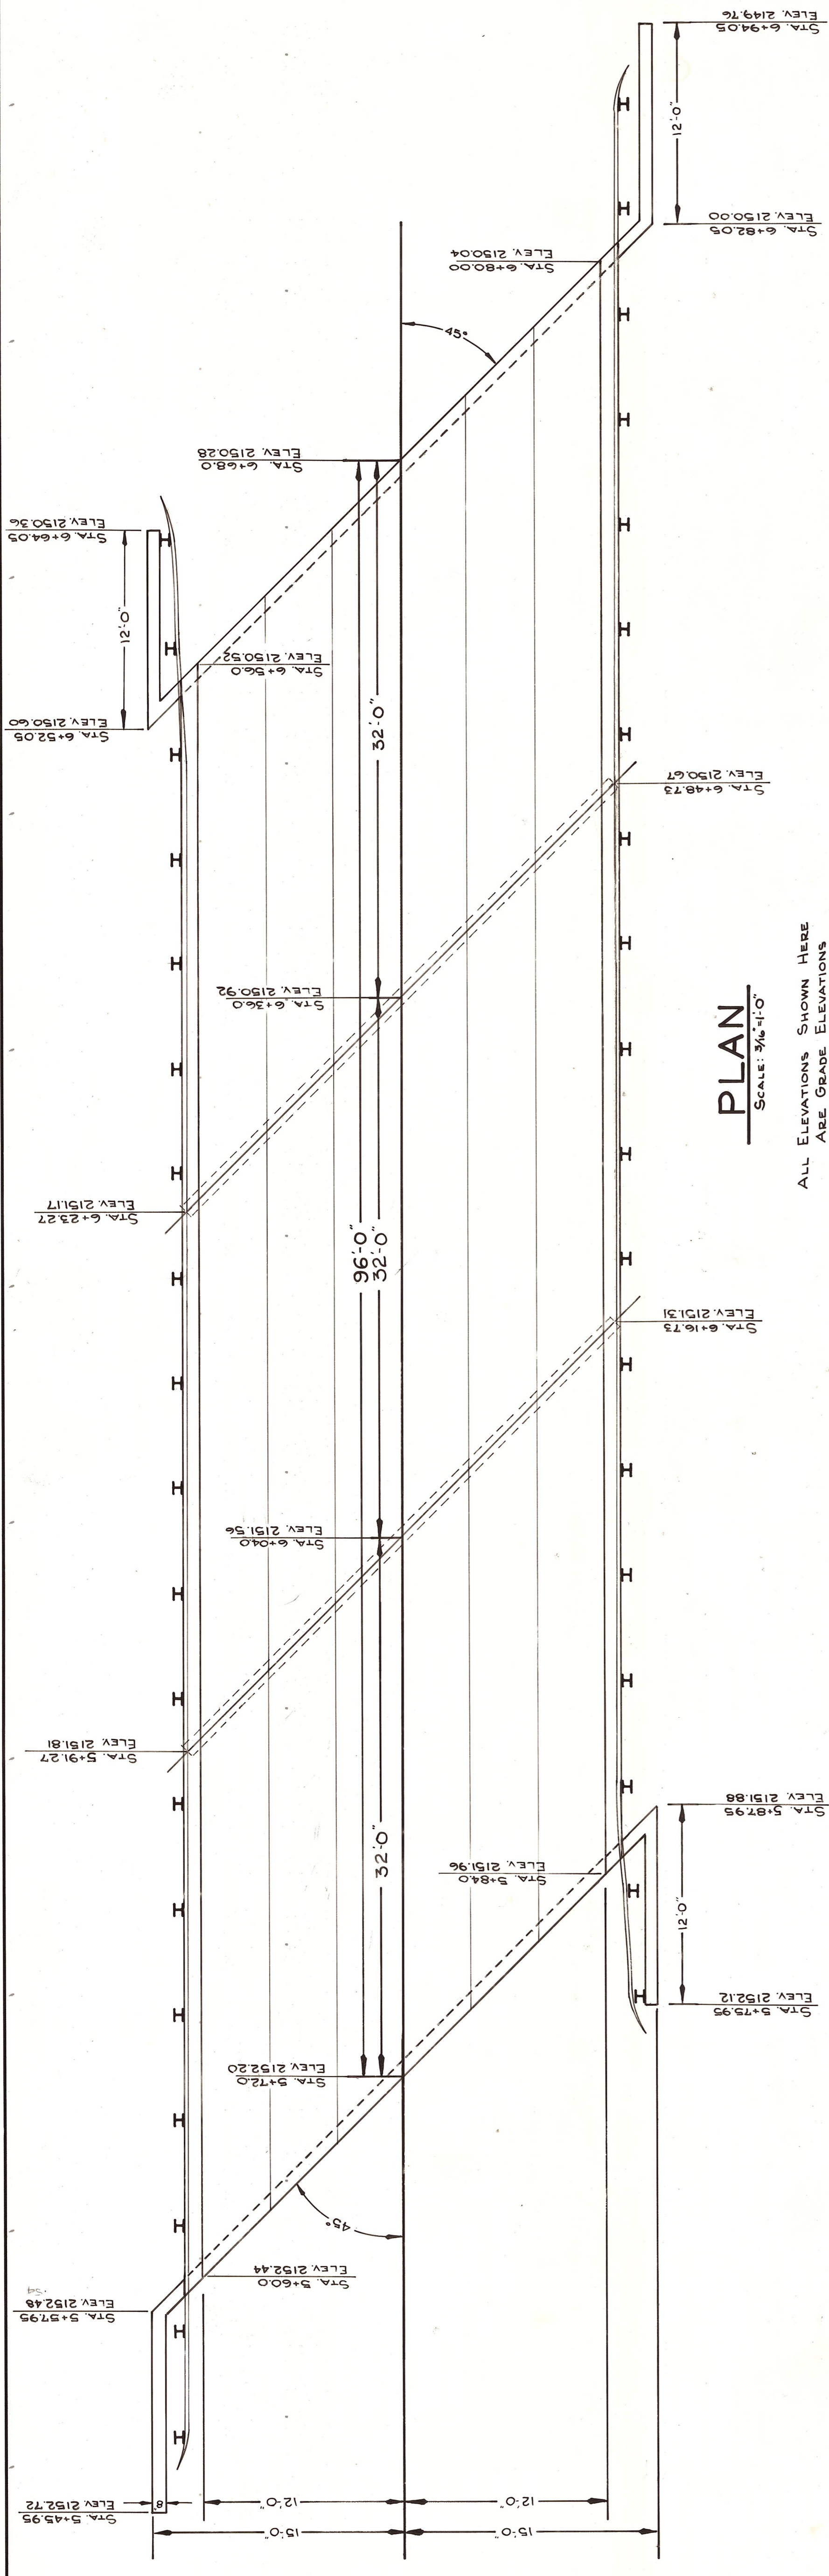 STA. 6+94.05
ELEV. 2149.76
12'-0"
STA. 6+82.05
ELEV. 2150.00
STA. 6+80.00
ELEV. 2150.04
45°
STA. 6+68.0
ELEV. 2150.28
STA. 6+64.05
ELEV. 2150.36
12'-0"
STA. 6+56.0
ELEV. 2150.52
STA. 6+52.05
ELEV. 2150.60
32'-0"
STA. 6+48.73
ELEV. 2150.67
STA. 6+36.0
ELEV. 2150.92
STA. 6+23.27
ELEV. 2151.17
96'-0"
32'-0"
STA. 6+16.73
ELEV. 2151.31
STA. 6+04.0
ELEV. 2151.56
STA. 5+91.27
ELEV. 2151.81
STA. 5+87.95
ELEV. 2151.88
32'-0"
STA. 5+84.0
ELEV. 2151.96
12'-0"
STA. 5+75.95
ELEV. 2152.12
STA. 5+72.0
ELEV. 2152.20
45°
STA. 5+60.0
ELEV. 2152.44
STA. 5+57.95
ELEV. 2152.48
.54
STA. 5+45.95
ELEV. 2152.72
8"
12'-0"
12'-0"
15'-0"
15'-0"
PLAN
SCALE: 3/16"=1'-0"
ALL ELEVATIONS SHOWN HERE
ARE GRADE ELEVATIONS